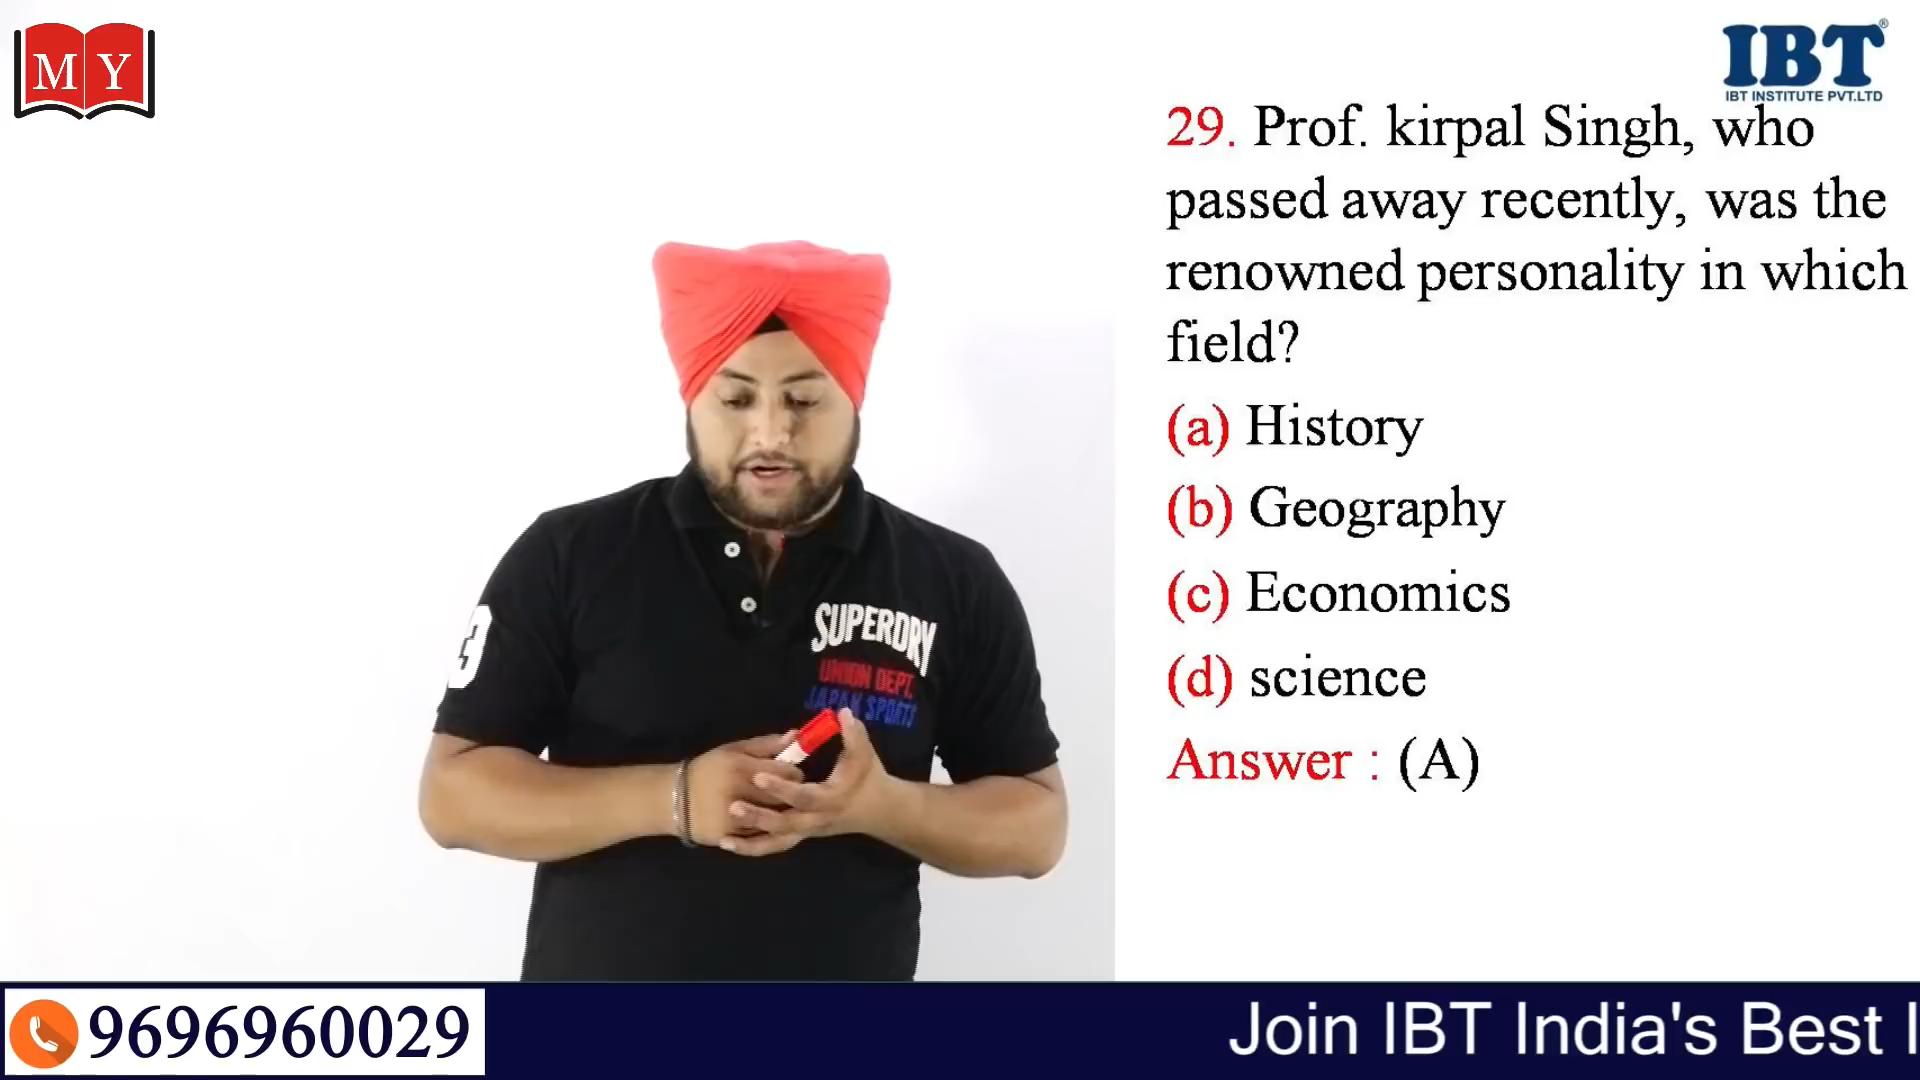 M Y
IBT®
IBT INSTITUTE PVT.LTD
29. Prof. kirpal Singh, who
passed away recently, was the
renowned personality in which
field?
(a) History
(b) Geography
(c) Economics
(d) science
Answer : (A)
3
SUPERDRY
UNION DEPT.
JAPAN SPORTS
9696960029
Join IBT India's Best I